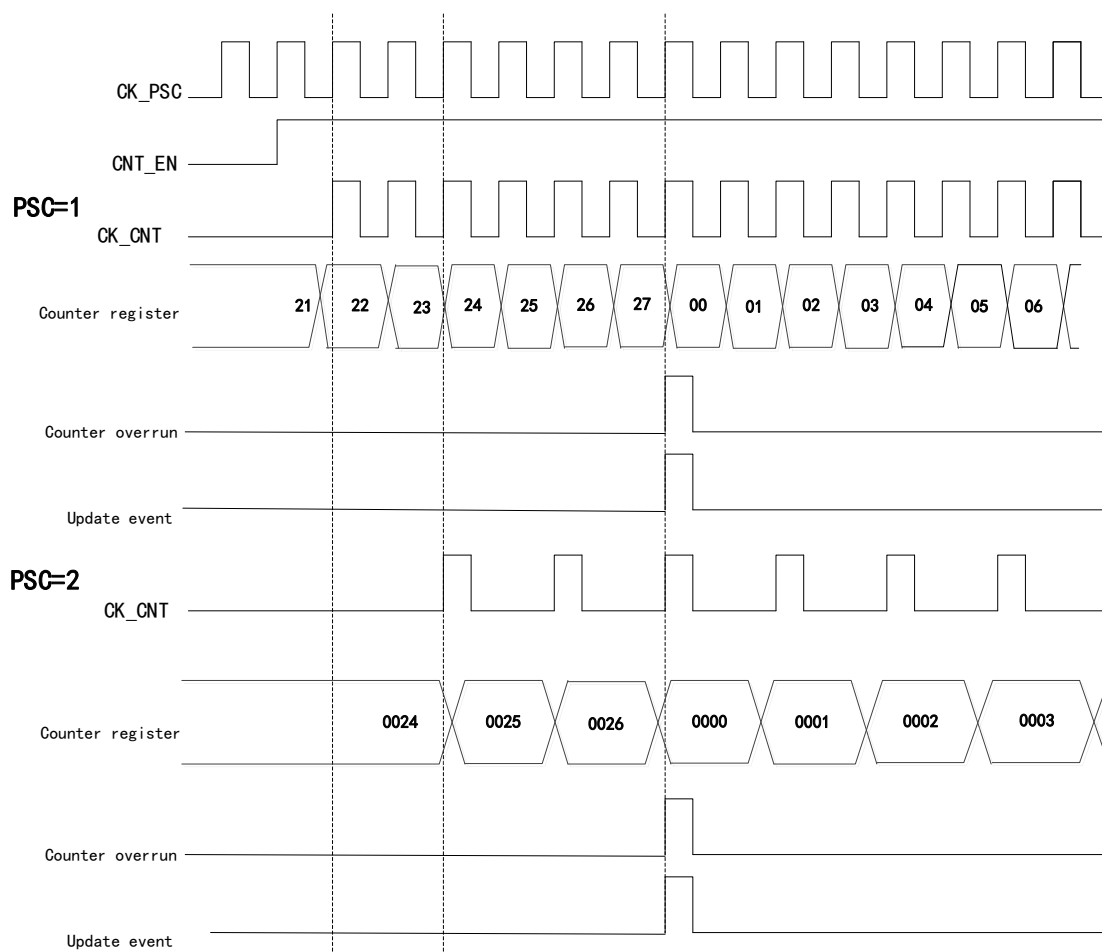 CK_PSC
CNT_EN
PSC=1
CK_CNT
Counter register 21 22 23 24 25 26 27 00 01 02 03 04 05 06
Counter overrun
Update event
PSC=2
CK_CNT
Counter register 0024 0025 0026 0000 0001 0002 0003
Counter overrun
Update event